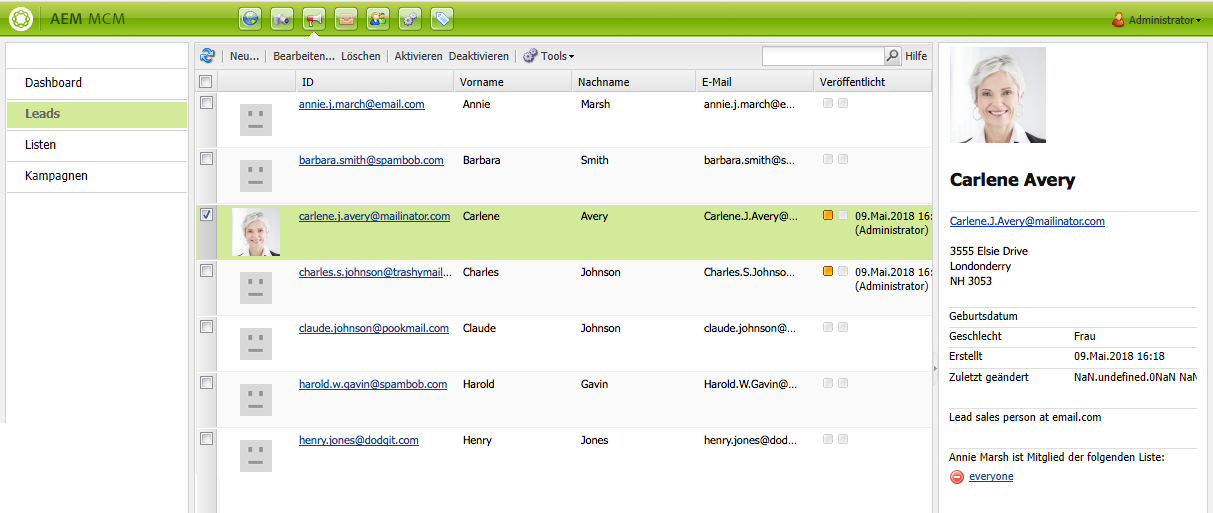 AEM MCM
Administrator
Dashboard
Leads
Listen
Kampagnen
Neu... Bearbeiten... Löschen Aktivieren Deaktivieren Tools Hilfe
ID Vorname Nachname E-Mail Veröffentlicht
annie.j.march@email.com Annie Marsh annie.j.march@e...
barbara.smith@spambob.com Barbara Smith barbara.smith@s...
carlene.j.avery@mailinator.com Carlene Avery Carlene.J.Avery@... 09.Mai.2018 16:
(Administrator)
charles.s.johnson@trashymail... Charles Johnson Charles.S.Johnso... 09.Mai.2018 16:
(Administrator)
claude.johnson@pookmail.com Claude Johnson claude.johnson@...
harold.w.gavin@spambob.com Harold Gavin Harold.W.Gavin@...
henry.jones@dodgit.com Henry Jones henry.jones@dod...
Carlene Avery
Carlene.J.Avery@mailinator.com
3555 Elsie Drive
Londonderry
NH 3053
Geburtsdatum
Geschlecht Frau
Erstellt 09.Mai.2018 16:18
Zuletzt geändert NaN.undefined.0NaN NaN
Lead sales person at email.com
Annie Marsh ist Mitglied der folgenden Liste:
everyone